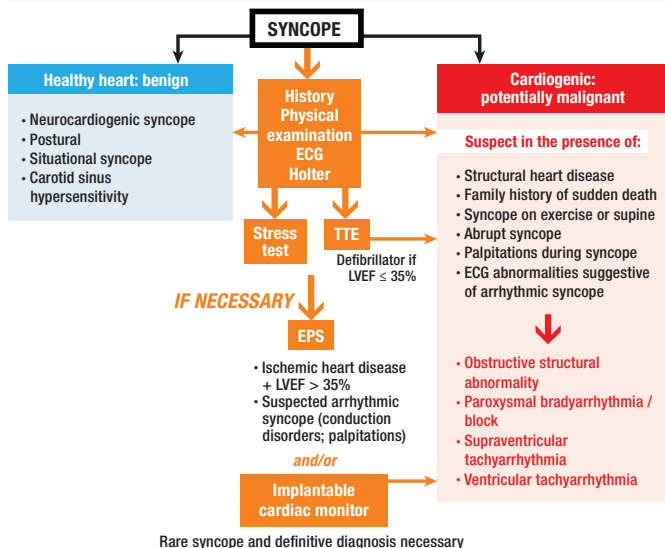 SYNCOPE
Healthy heart: benign
• Neurocardiogenic syncope
• Postural
• Situational syncope
• Carotid sinus
hypersensitivity
History
Physical
examination
ECG
Holter
Cardiogenic:
potentially malignant
Suspect in the presence of:
• Structural heart disease
• Family history of sudden death
• Syncope on exercise or supine
• Abrupt syncope
• Palpitations during syncope
• ECG abnormalities suggestive
of arrhythmic syncope
Stress
test
TTE
Defibrillator if
LVEF ≤ 35%
IF NECESSARY
EPS
• Ischemic heart disease
+ LVEF > 35%
• Suspected arrhythmic
syncope (conduction
disorders; palpitations)
• Obstructive structural
abnormality
• Paroxysmal bradyarrhythmia /
block
• Supraventricular
tachyarrhythmia
• Ventricular tachyarrhythmia
and/or
Implantable
cardiac monitor
Rare syncope and definitive diagnosis necessary